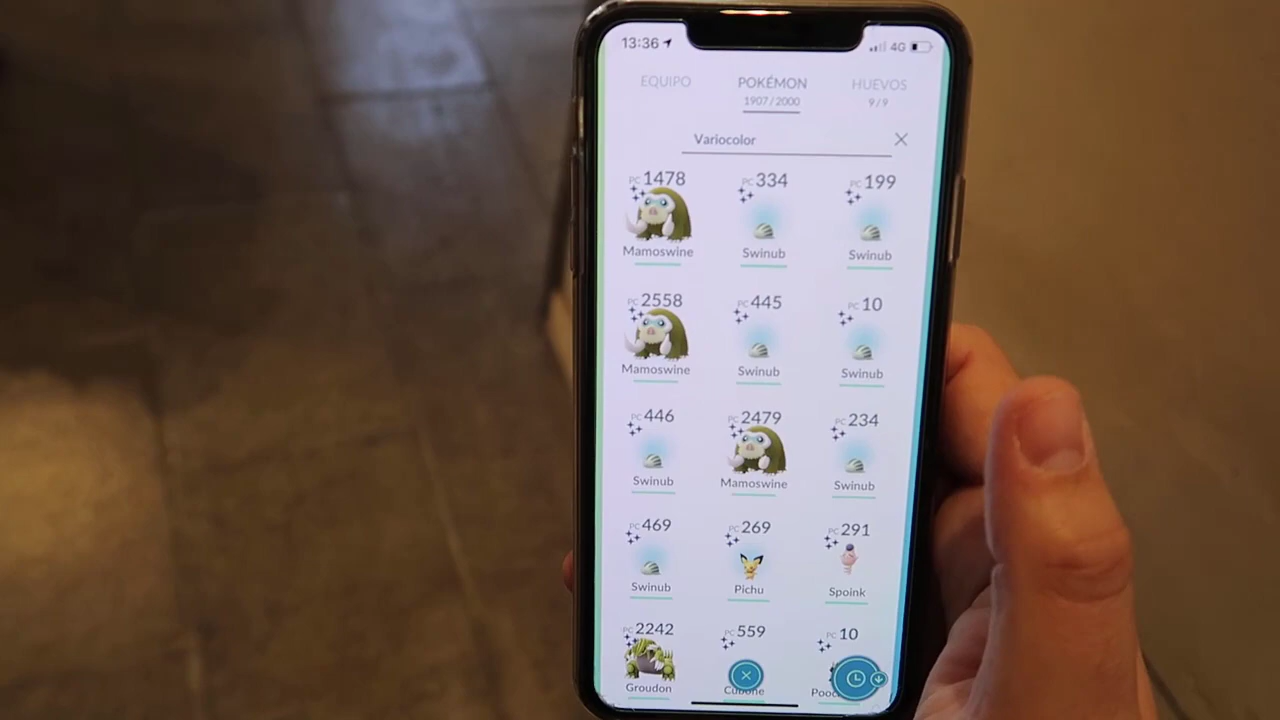 13:36 4G
EQUIPO POKÉMON HUEVOS
1907 / 2000 9 / 9
Variocolor
PC 1478 PC 334 PC 199
Mamoswine Swinub Swinub
PC 2558 PC 445 PC 10
Mamoswine Swinub Swinub
PC 446 PC 2479 PC 234
Swinub Mamoswine Swinub
PC 469 PC 269 PC 291
Swinub Pichu Spoink
PC 2242 PC 559 PC 10
Groudon Cubone